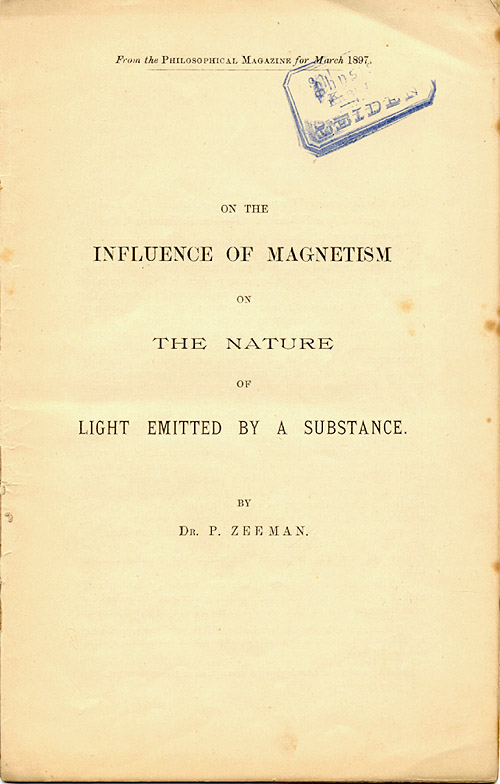 From the PHILOSOPHICAL MAGAZINE for March 1897.
LEIDEN
ON THE
INFLUENCE OF MAGNETISM
ON
THE NATURE
OF
LIGHT EMITTED BY A SUBSTANCE.
BY
DR. P. ZEEMAN.